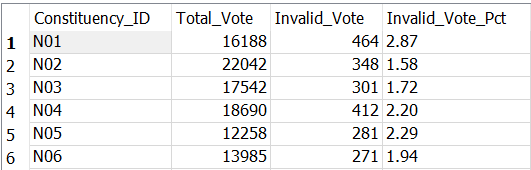 Constituency_ID Total_Vote Invalid_Vote Invalid_Vote_Pct
1 N01 16188 464 2.87
2 N02 22042 348 1.58
3 N03 17542 301 1.72
4 N04 18690 412 2.20
5 N05 12258 281 2.29
6 N06 13985 271 1.94